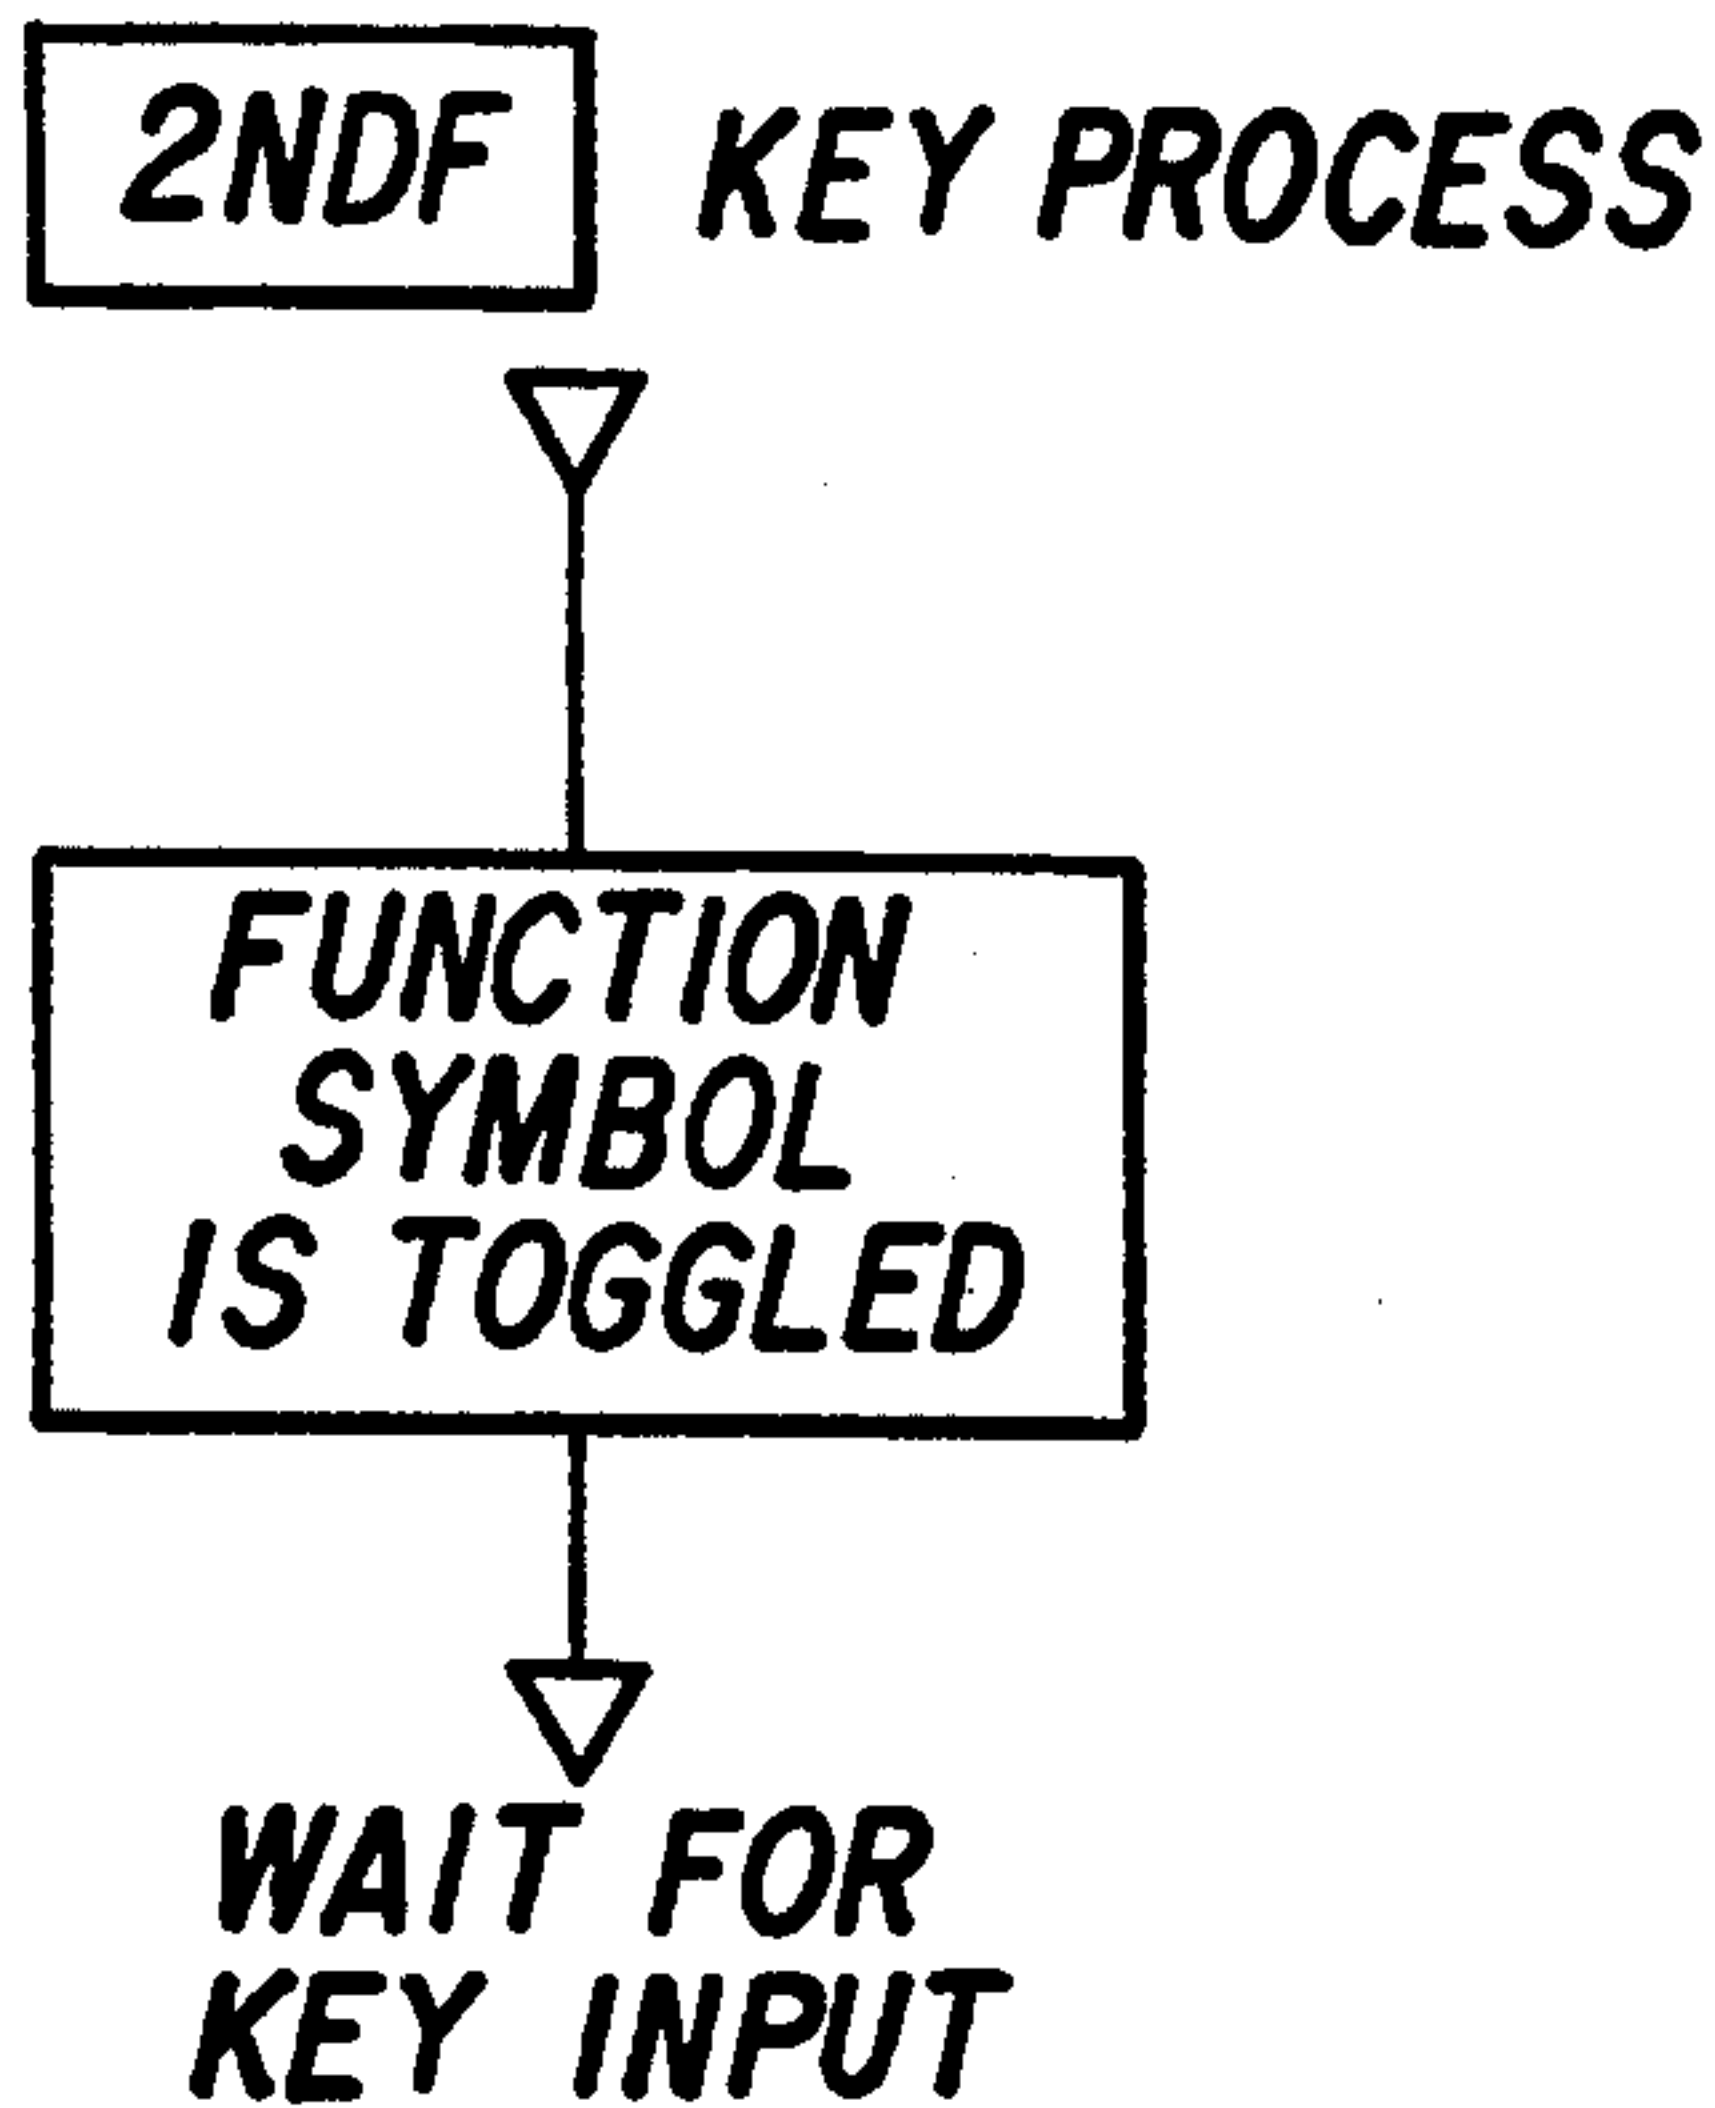 2NDF KEY PROCESS
FUNCTION
SYMBOL
IS TOGGLED
WAIT FOR
KEY INPUT